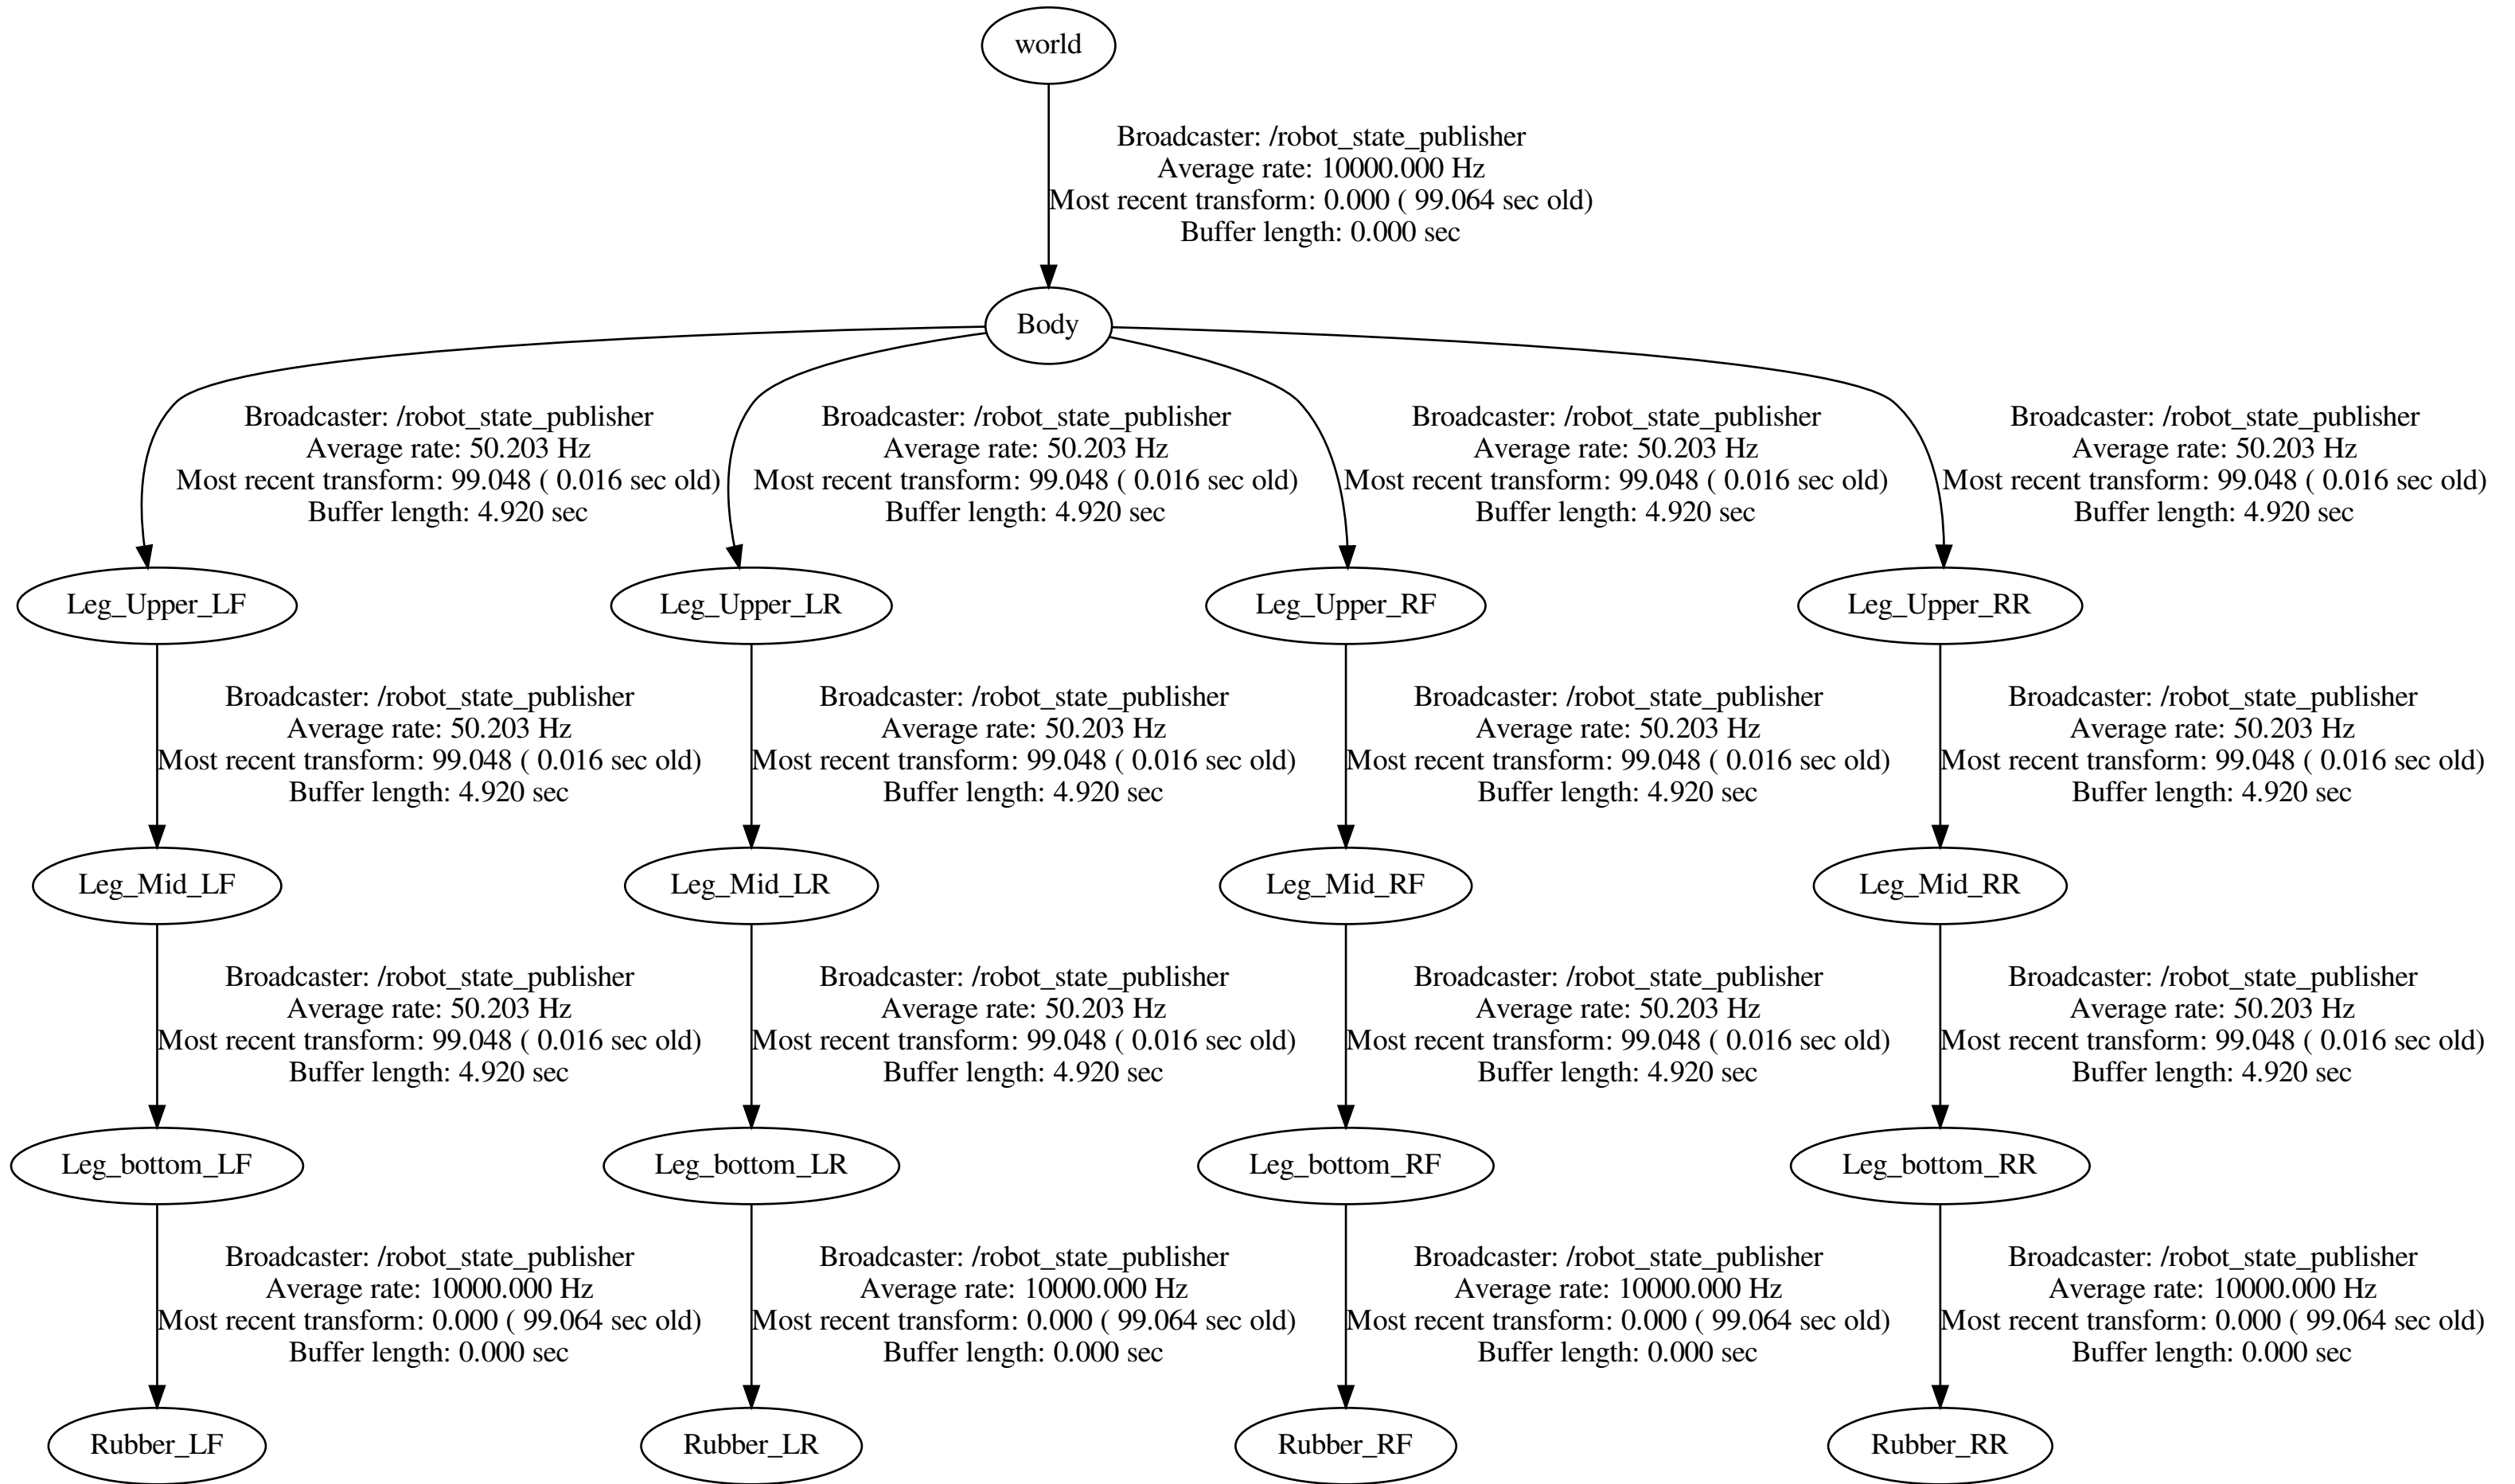 world
Broadcaster: /robot_state_publisher
Average rate: 10000.000 Hz
Most recent transform: 0.000 ( 99.064 sec old)
Buffer length: 0.000 sec
Body
Broadcaster: /robot_state_publisher
Average rate: 50.203 Hz
Most recent transform: 99.048 ( 0.016 sec old)
Buffer length: 4.920 sec
Broadcaster: /robot_state_publisher
Average rate: 50.203 Hz
Most recent transform: 99.048 ( 0.016 sec old)
Buffer length: 4.920 sec
Broadcaster: /robot_state_publisher
Average rate: 50.203 Hz
Most recent transform: 99.048 ( 0.016 sec old)
Buffer length: 4.920 sec
Broadcaster: /robot_state_publisher
Average rate: 50.203 Hz
Most recent transform: 99.048 ( 0.016 sec old)
Buffer length: 4.920 sec
Leg_Upper_LF
Leg_Upper_LR
Leg_Upper_RF
Leg_Upper_RR
Broadcaster: /robot_state_publisher
Average rate: 50.203 Hz
Most recent transform: 99.048 ( 0.016 sec old)
Buffer length: 4.920 sec
Broadcaster: /robot_state_publisher
Average rate: 50.203 Hz
Most recent transform: 99.048 ( 0.016 sec old)
Buffer length: 4.920 sec
Broadcaster: /robot_state_publisher
Average rate: 50.203 Hz
Most recent transform: 99.048 ( 0.016 sec old)
Buffer length: 4.920 sec
Broadcaster: /robot_state_publisher
Average rate: 50.203 Hz
Most recent transform: 99.048 ( 0.016 sec old)
Buffer length: 4.920 sec
Leg_Mid_LF
Leg_Mid_LR
Leg_Mid_RF
Leg_Mid_RR
Broadcaster: /robot_state_publisher
Average rate: 50.203 Hz
Most recent transform: 99.048 ( 0.016 sec old)
Buffer length: 4.920 sec
Broadcaster: /robot_state_publisher
Average rate: 50.203 Hz
Most recent transform: 99.048 ( 0.016 sec old)
Buffer length: 4.920 sec
Broadcaster: /robot_state_publisher
Average rate: 50.203 Hz
Most recent transform: 99.048 ( 0.016 sec old)
Buffer length: 4.920 sec
Broadcaster: /robot_state_publisher
Average rate: 50.203 Hz
Most recent transform: 99.048 ( 0.016 sec old)
Buffer length: 4.920 sec
Leg_bottom_LF
Leg_bottom_LR
Leg_bottom_RF
Leg_bottom_RR
Broadcaster: /robot_state_publisher
Average rate: 10000.000 Hz
Most recent transform: 0.000 ( 99.064 sec old)
Buffer length: 0.000 sec
Broadcaster: /robot_state_publisher
Average rate: 10000.000 Hz
Most recent transform: 0.000 ( 99.064 sec old)
Buffer length: 0.000 sec
Broadcaster: /robot_state_publisher
Average rate: 10000.000 Hz
Most recent transform: 0.000 ( 99.064 sec old)
Buffer length: 0.000 sec
Broadcaster: /robot_state_publisher
Average rate: 10000.000 Hz
Most recent transform: 0.000 ( 99.064 sec old)
Buffer length: 0.000 sec
Rubber_LF
Rubber_LR
Rubber_RF
Rubber_RR